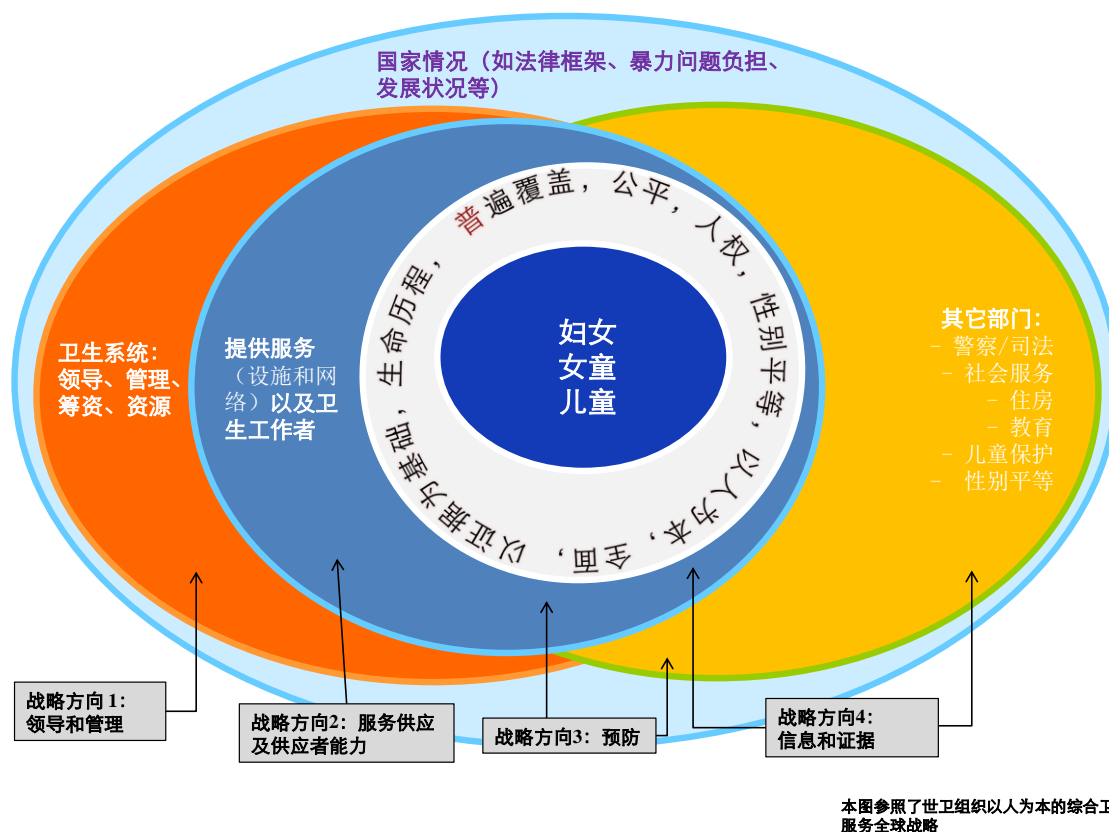 国家情况（如法律框架、暴力问题负担、
发展状况等）
卫生系统：
领导、管理、
筹资、资源
提供服务
（设施和网
络）以及卫
生工作者
普遍覆盖，公平，人权，性别平等，以人为本，全面，以证据为基础，生命历程，
妇女
女童
儿童
其它部门：
- 警察/司法
- 社会服务
- 住房
- 教育
- 儿童保护
- 性别平等
战略方向 1：
领导和管理
战略方向2：服务供应
及供应者能力
战略方向3：预防
战略方向4：
信息和证据
本图参照了世卫组织以人为本的综合卫
服务全球战略